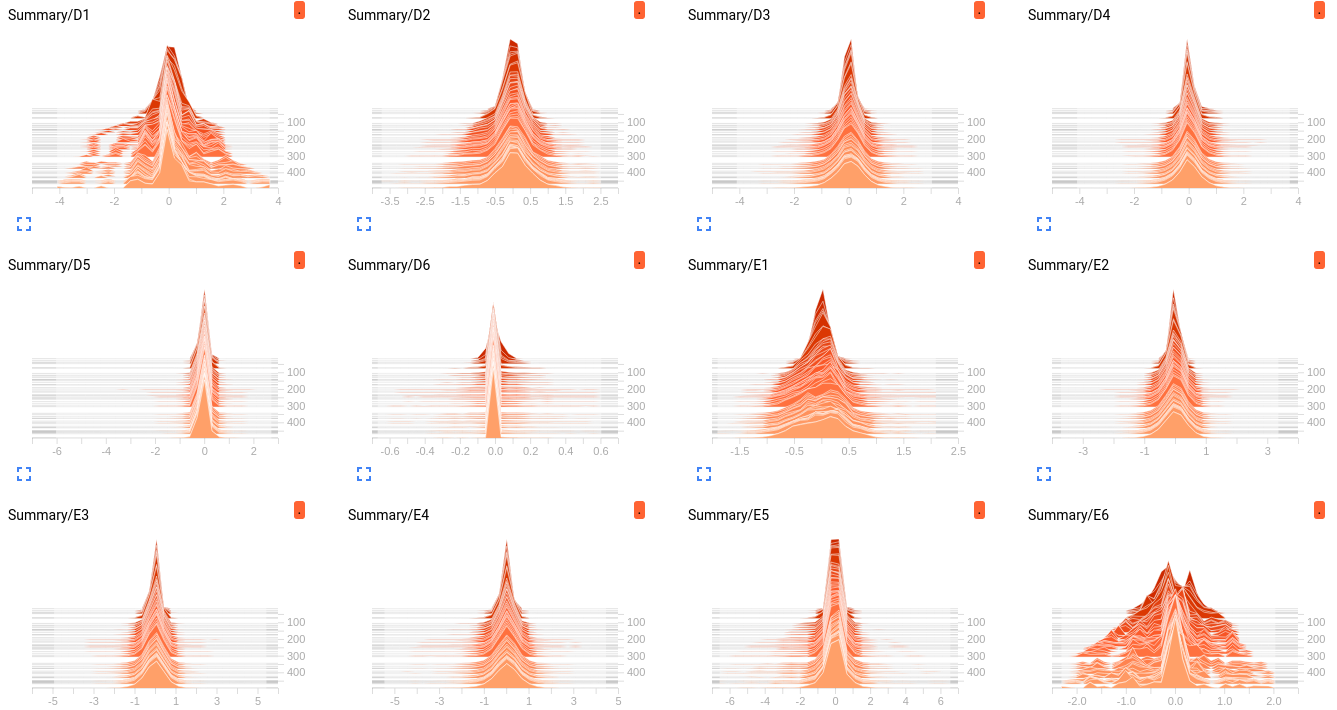 Summary/D1 . Summary/D2 . Summary/D3 . Summary/D4 .
100 100 100 100
200 200 200 200
300 300 300 300
400 400 400 400
-4 -2 0 2 4 -3.5 -2.5 -1.5 -0.5 0.5 1.5 2.5 -4 -2 0 2 4 -4 -2 0 2 4
Summary/D5 . Summary/D6 . Summary/E1 . Summary/E2 .
100 100 100 100
200 200 200 200
300 300 300 300
400 400 400 400
-6 -4 -2 0 2 -0.6 -0.4 -0.2 0.0 0.2 0.4 0.6 -1.5 -0.5 0.5 1.5 2.5 -3 -1 1 3
Summary/E3 . Summary/E4 . Summary/E5 . Summary/E6 .
100 100 100 100
200 200 200 200
300 300 300 300
400 400 400 400
-5 -3 -1 1 3 5 -5 -3 -1 1 3 5 -6 -4 -2 0 2 4 6 -2.0 -1.0 0.0 1.0 2.0